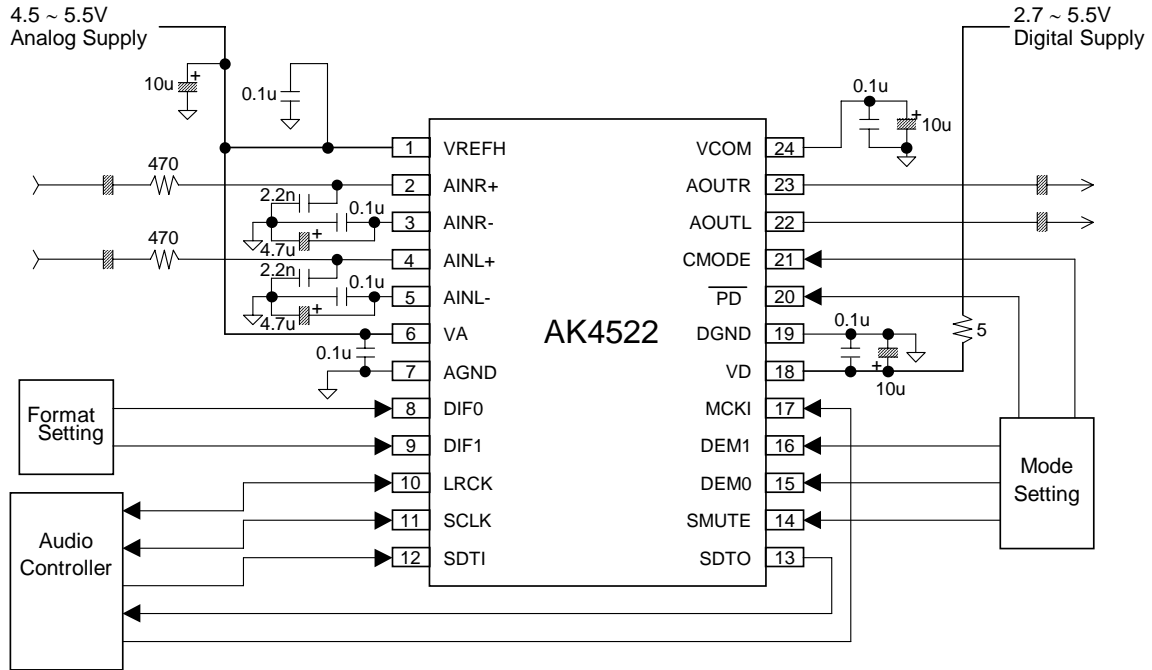 4.5 ~ 5.5V
Analog Supply
2.7 ~ 5.5V
Digital Supply
10u
+
0.1u
0.1u
+
10u
470
1 VREFH
VCOM 24
2 AINR+
AOUTR 23
2.2n
0.1u
3 AINR-
AOUTL 22
+
4.7u
470
4 AINL+
CMODE 21
2.2n
0.1u
5 AINL-
PD 20
+
4.7u
6 VA
AK4522
DGND 19
0.1u
5
0.1u
7 AGND
VD 18
+
10u
Format
Setting
8 DIF0
MCKI 17
9 DIF1
DEM1 16
Mode
Setting
10 LRCK
DEM0 15
11 SCLK
SMUTE 14
Audio
Controller
12 SDTI
SDTO 13